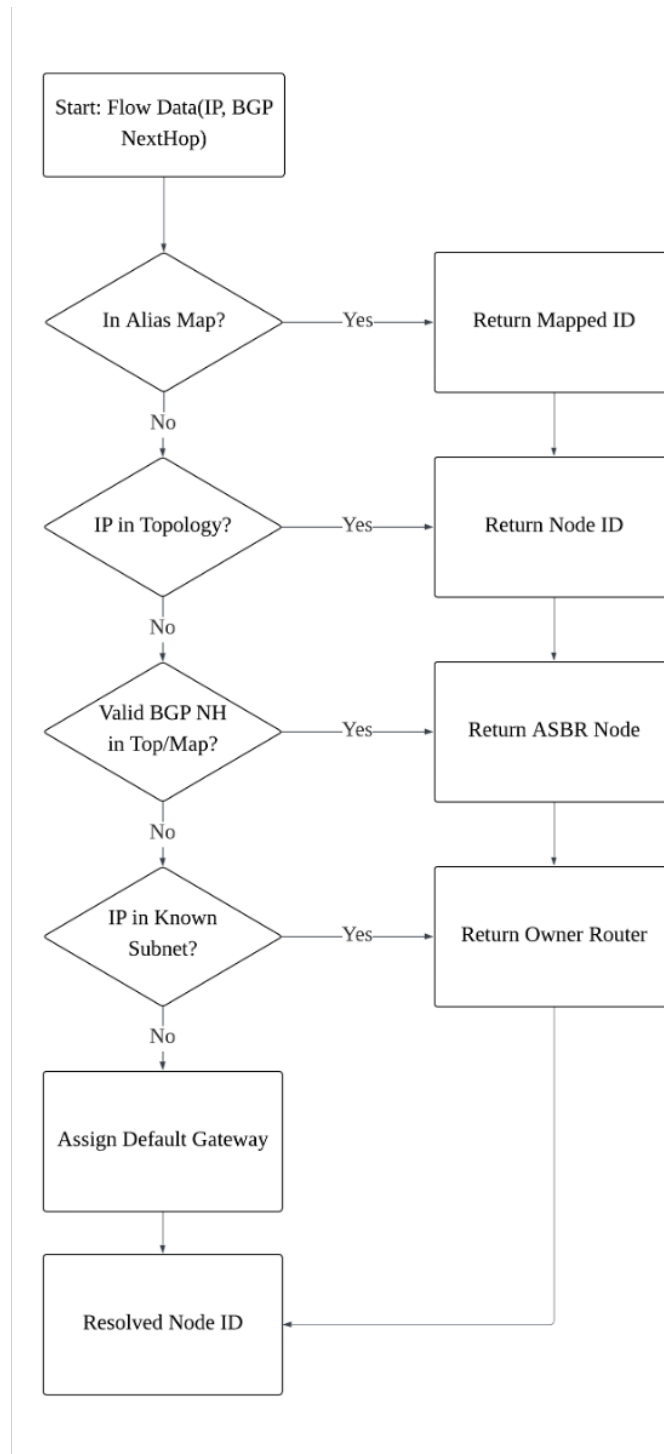 Start: Flow Data(IP, BGP
NextHop)
In Alias Map?
Yes
Return Mapped ID
No
IP in Topology?
Yes
Return Node ID
No
Valid BGP NH
in Top/Map?
Yes
Return ASBR Node
No
IP in Known
Subnet?
Yes
Return Owner Router
No
Assign Default Gateway
Resolved Node ID